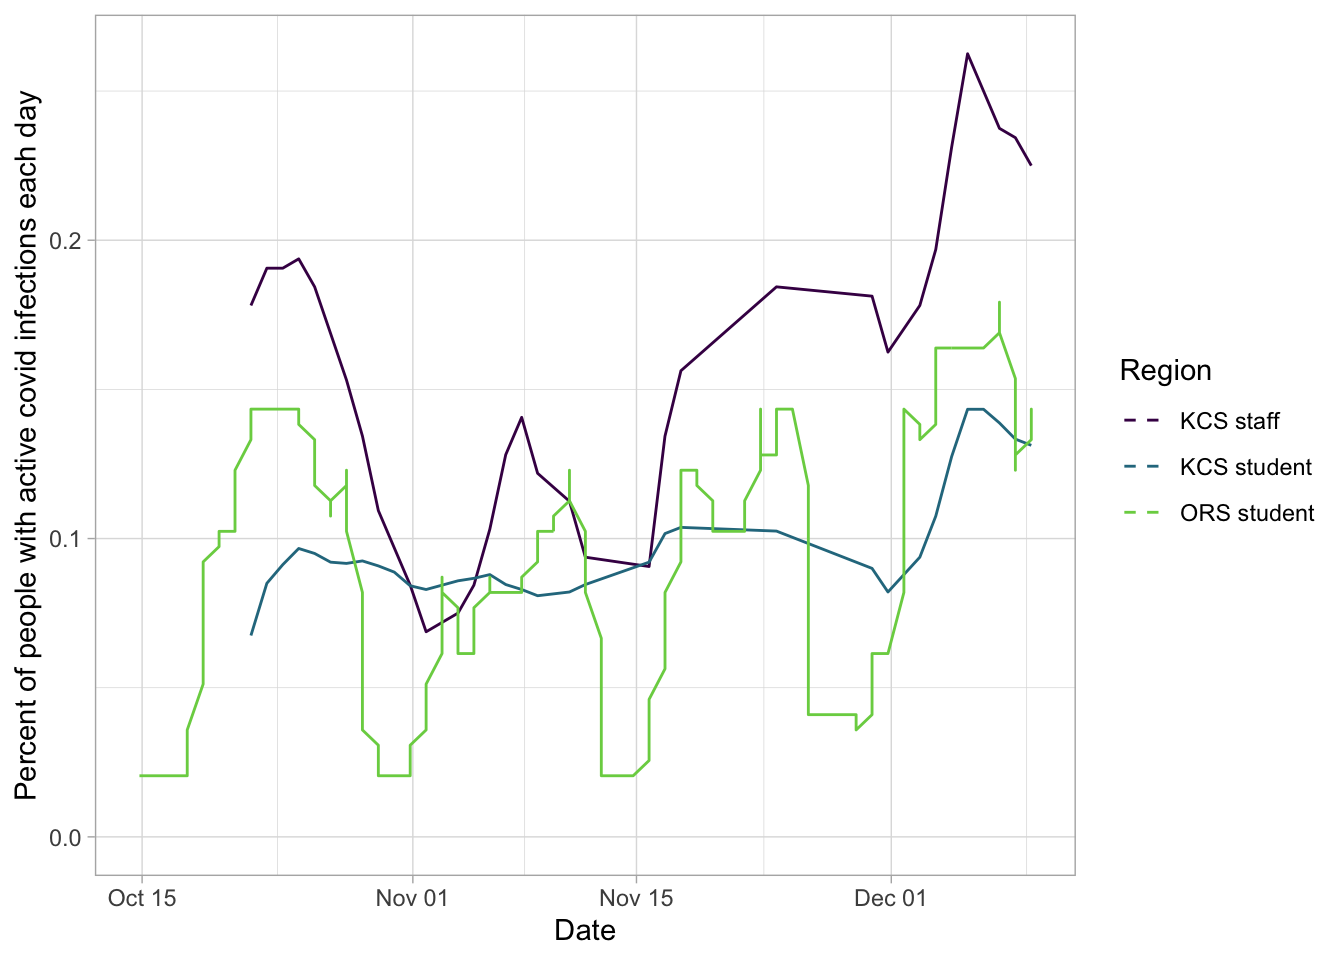 Percent of people with active covid infections each day
0.2
0.1
0.0
Oct 15
Nov 01
Nov 15
Dec 01
Date
Region
KCS staff
KCS student
ORS student